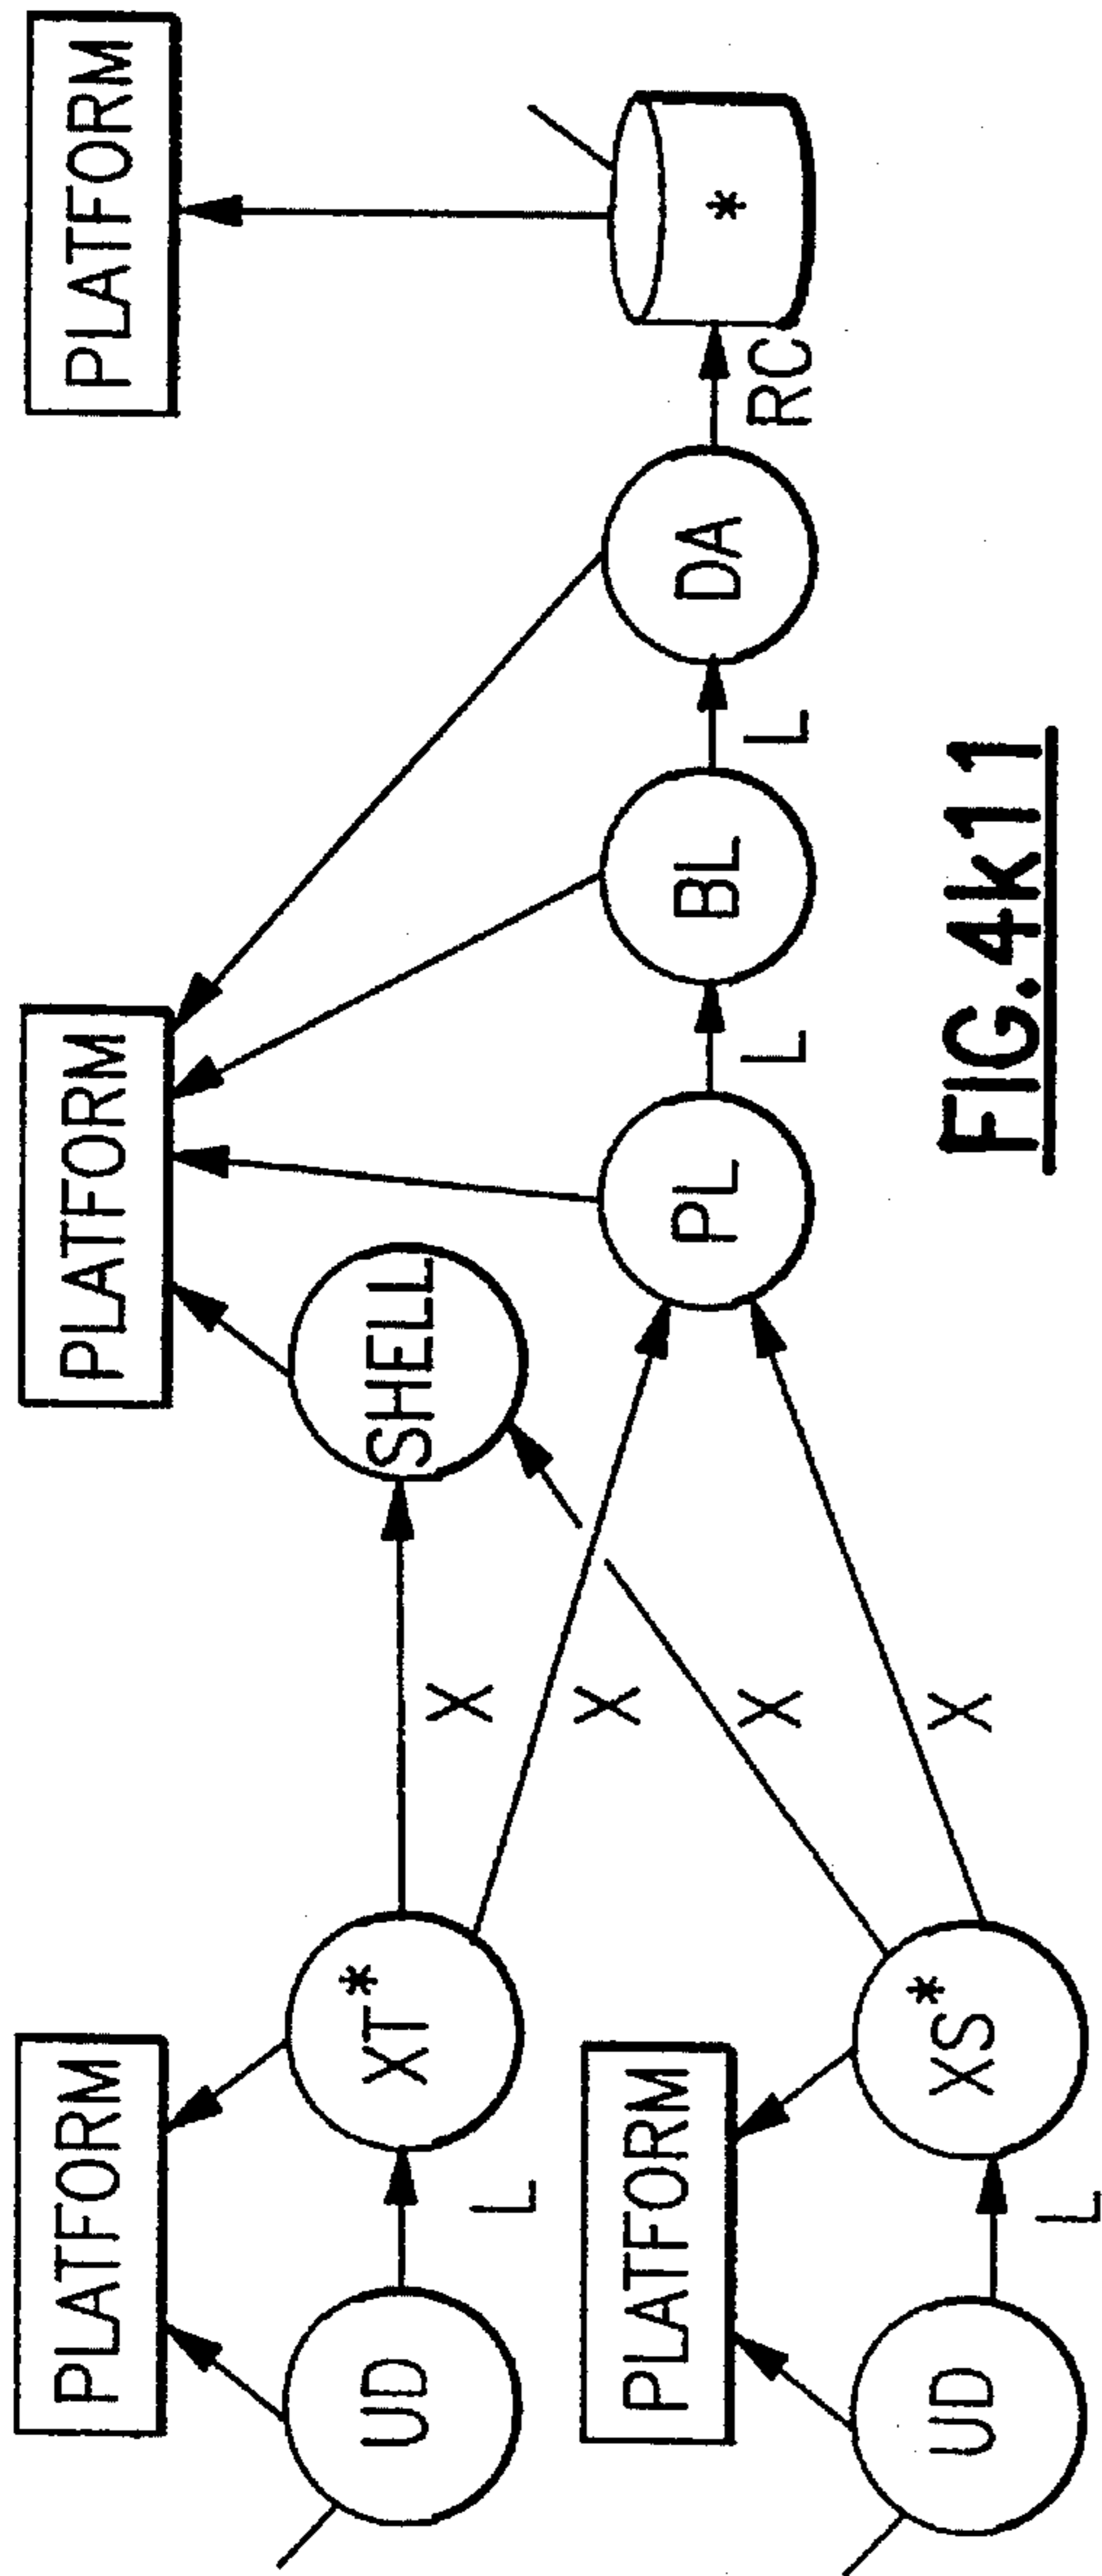 PLATFORM
PLATFORM
PLATFORM
UD
L
XT*
X
SHELL
X
PLATFORM
X
PL
L
BL
L
DA
RC
*
UD
L
XS*
X
FIG.4k11